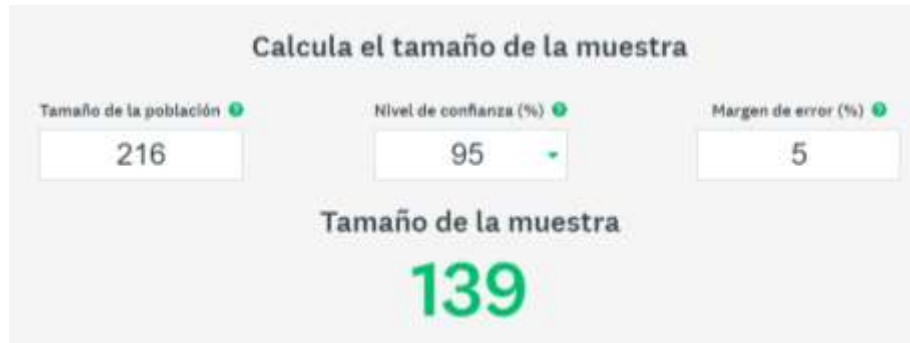 Calcula el tamaño de la muestra
Tamaño de la población ?
Nivel de confianza (%) ?
Margen de error (%) ?
216
95
5
Tamaño de la muestra
139